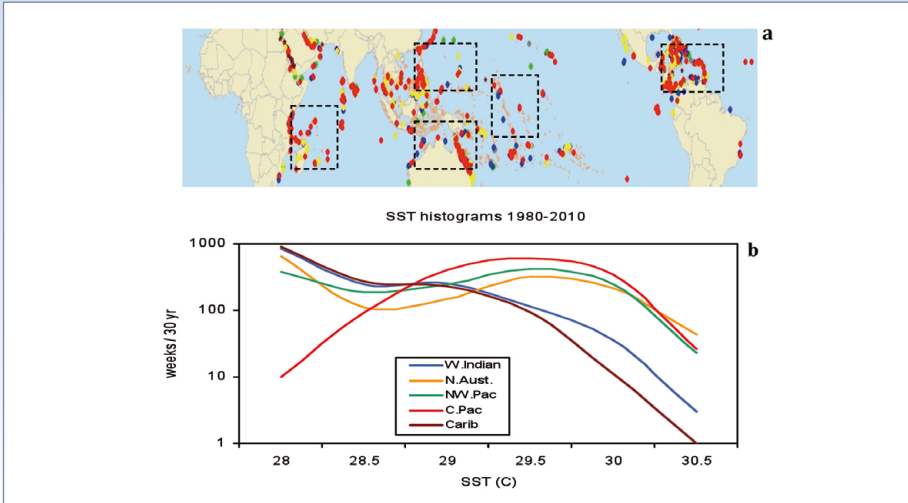 a
SST histograms 1980-2010
b
1000
100
10
1
weeks / 30 yr
W.Indian
N.Aust.
NW.Pac
C.Pac
Carib
28 28.5 29 29.5 30 30.5
SST (C)